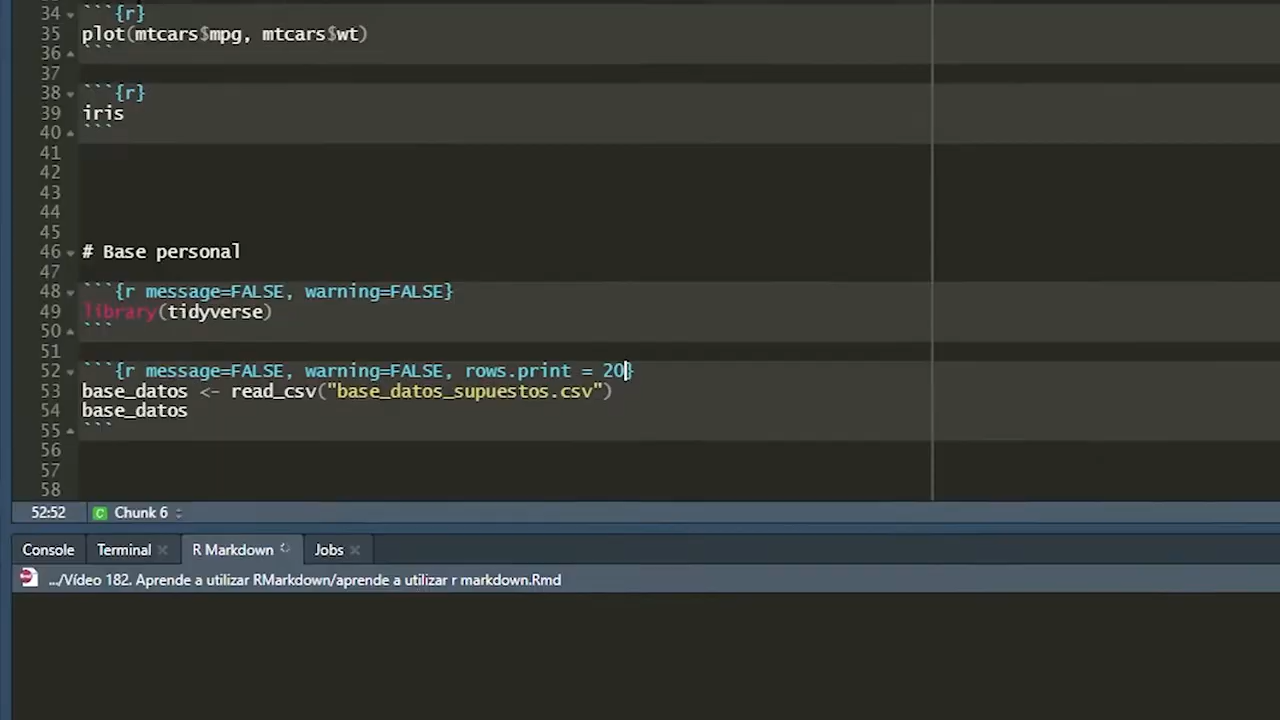 34 ```{r}
35 plot(mtcars$mpg, mtcars$wt)
36 ```
37
38 ```{r}
39 iris
40 ```
41
42
43
44
45
46 # Base personal
47
48 ```{r message=FALSE, warning=FALSE}
49 library(tidyverse)
50 ```
51
52 ```{r message=FALSE, warning=FALSE, rows.print = 20}
53 base_datos <- read_csv("base_datos_supuestos.csv")
54 base_datos
55 ```
56
57
58
52:52 C Chunk 6
Console Terminal R Markdown Jobs
.../Vídeo 182. Aprende a utilizar RMarkdown/aprende a utilizar r markdown.Rmd